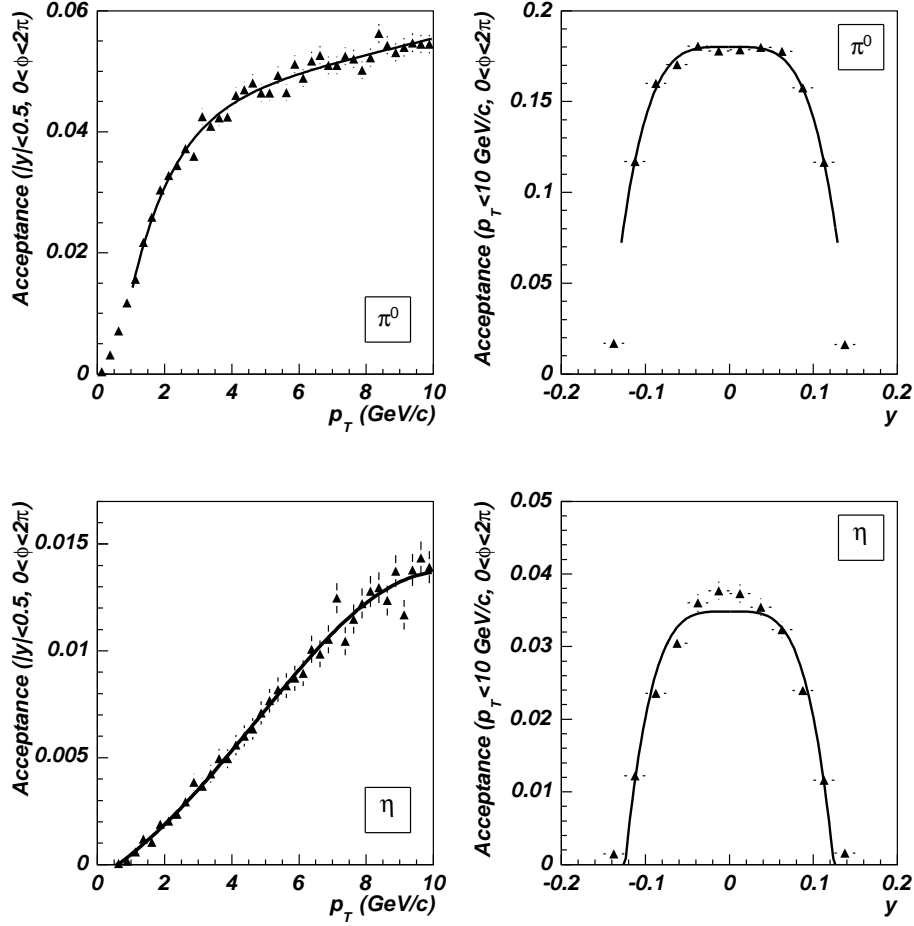 Acceptance (|y|<0.5, 0<ϕ<2π)
0.06
0.04
0.02
0
π⁰
0 2 4 6 8 10
p_T (GeV/c)
Acceptance (p_T<10 GeV/c, 0<ϕ<2π)
0.2
0.15
0.1
0.05
0
π⁰
-0.2 -0.1 0 0.1 0.2
y
Acceptance (|y|<0.5, 0<ϕ<2π)
0.015
0.01
0.005
0
η
0 2 4 6 8 10
p_T (GeV/c)
Acceptance (p_T<10 GeV/c, 0<ϕ<2π)
0.05
0.04
0.03
0.02
0.01
0
η
-0.2 -0.1 0 0.1 0.2
y